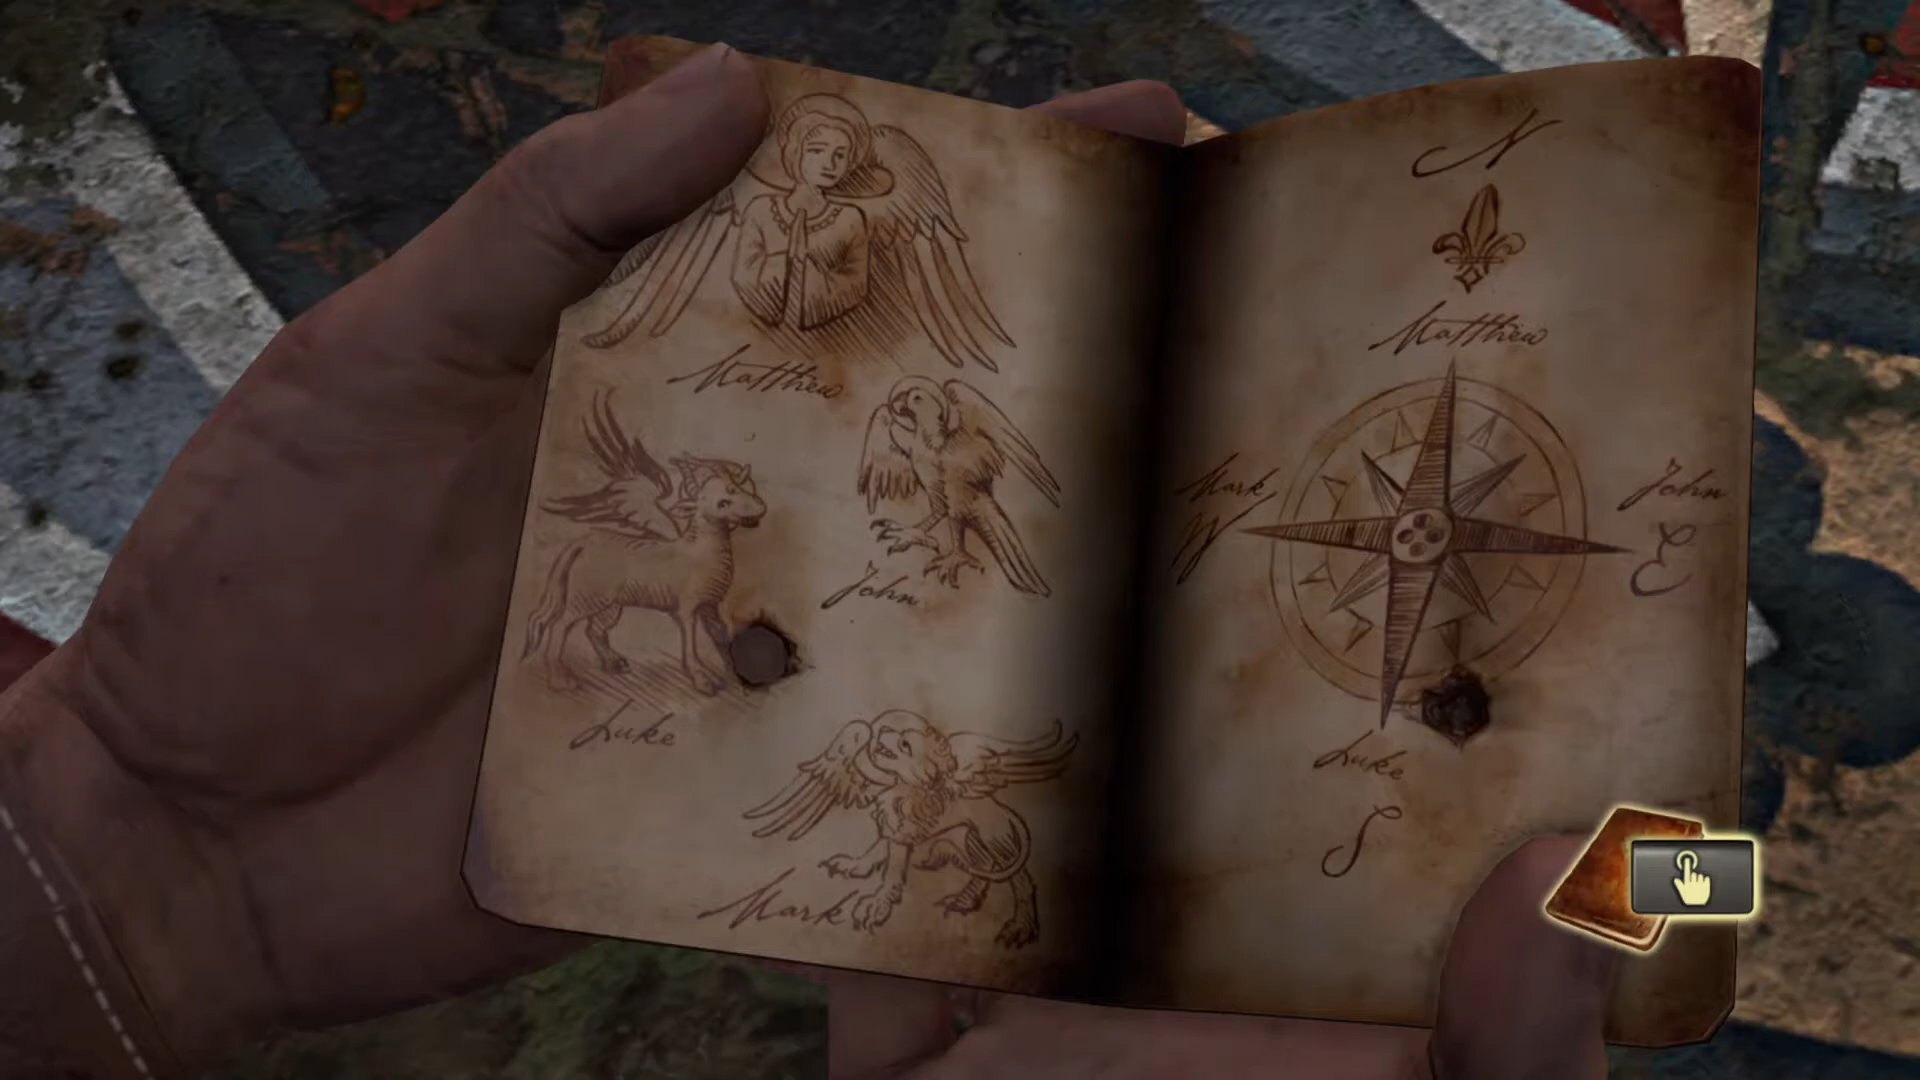 Matthew
John
Luke
Mark
N
Matthew
Mark
W
John
E
Luke
S